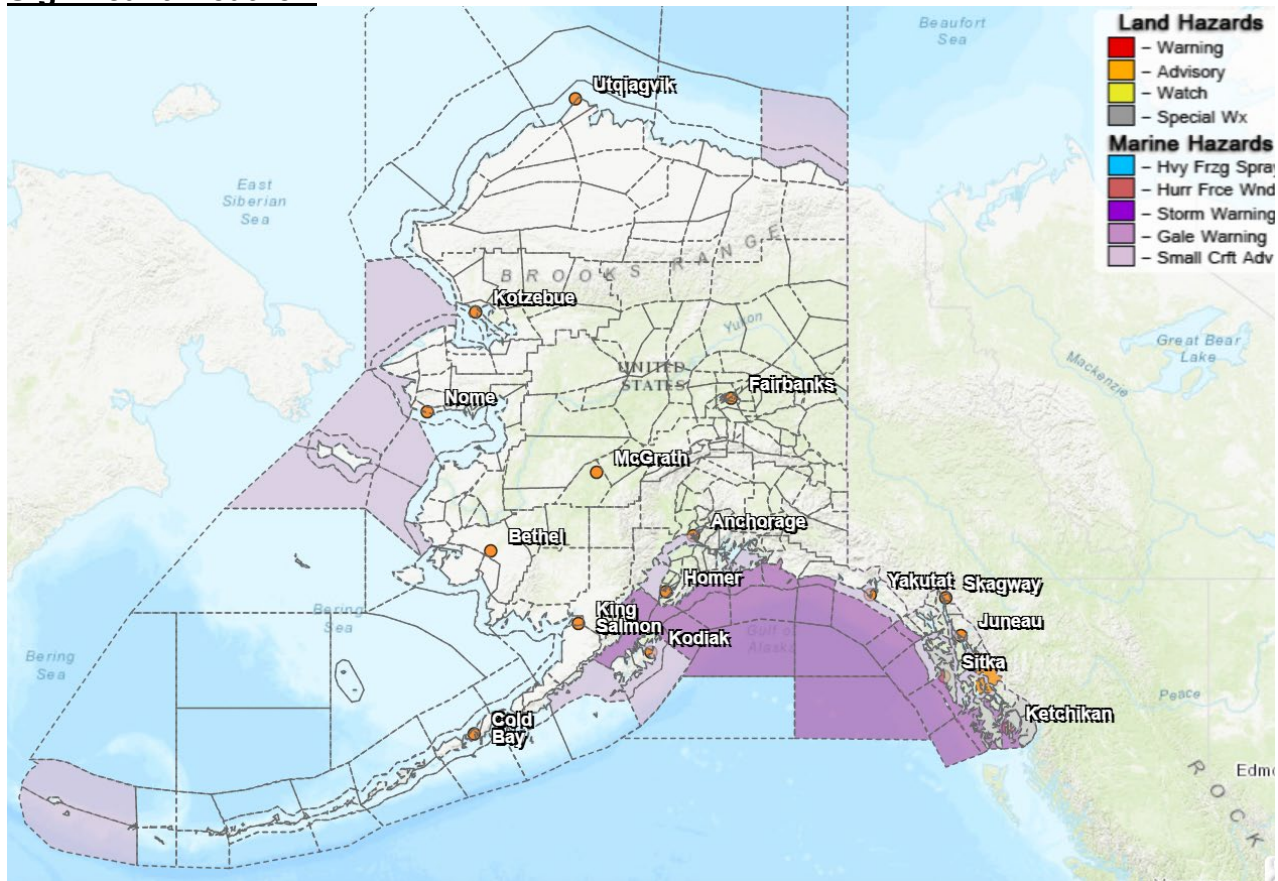 Beaufort
Sea
Land Hazards
– Warning
– Advisory
– Watch
– Special Wx
Marine Hazards
– Hvy Frzg Spray
– Hurr Frce Wnd
– Storm Warning
– Gale Warning
– Small Crft Adv
Utqiagvik
East
Siberian
Sea
BROOKS RANGE
Kotzebue
Yukon
Great Bear
Lake
Mackenzie
UNITED
STATES
Fairbanks
Nome
McGrath
Anchorage
Bethel
Homer
Yakutat
Skagway
King
Salmon
Juneau
Bering
Sea
Kodiak
Gulf of
Alaska
Bering
Sea
Sitka
Peace
Ketchikan
Cold
Bay
Edmo
ROCK